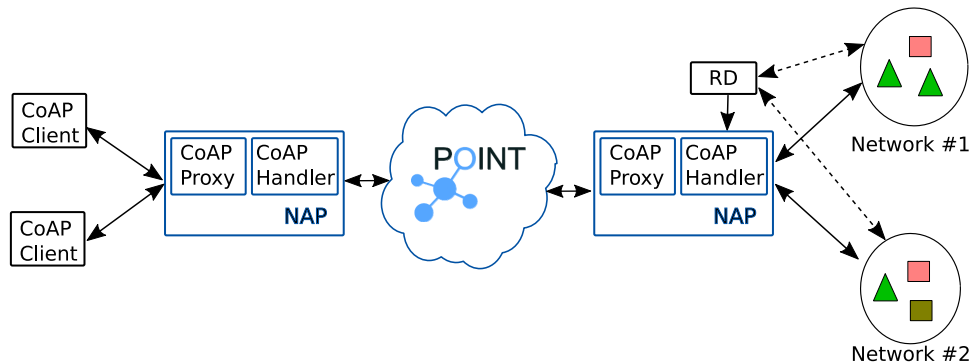 CoAP
Client
CoAP
Client
CoAP
Proxy
CoAP
Handler
NAP
POINT
RD
CoAP
Proxy
CoAP
Handler
NAP
Network #1
Network #2